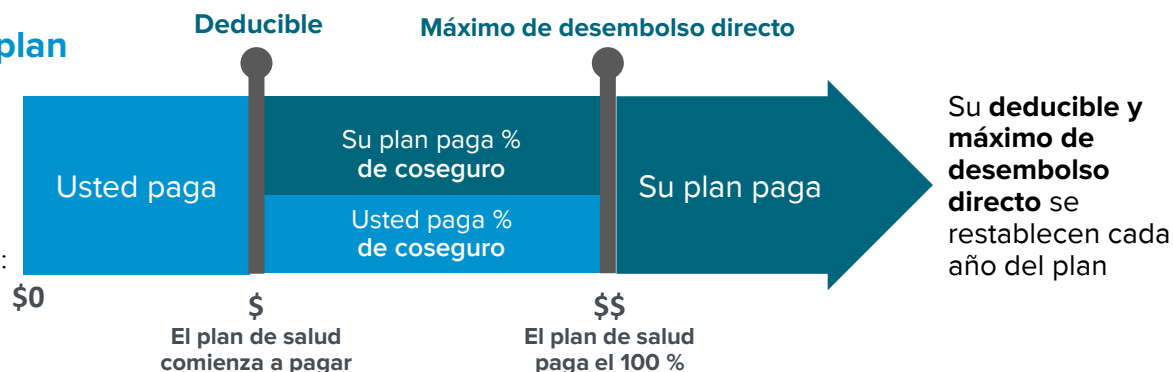 plan
Deducible
Máximo de desembolso directo
Usted paga
Su plan paga %
de coseguro
Usted paga %
de coseguro
Su plan paga
Su deducible y
máximo de
desembolso
directo se
restablecen cada
año del plan
:
$0
$
El plan de salud
comienza a pagar
$$
El plan de salud
paga el 100 %